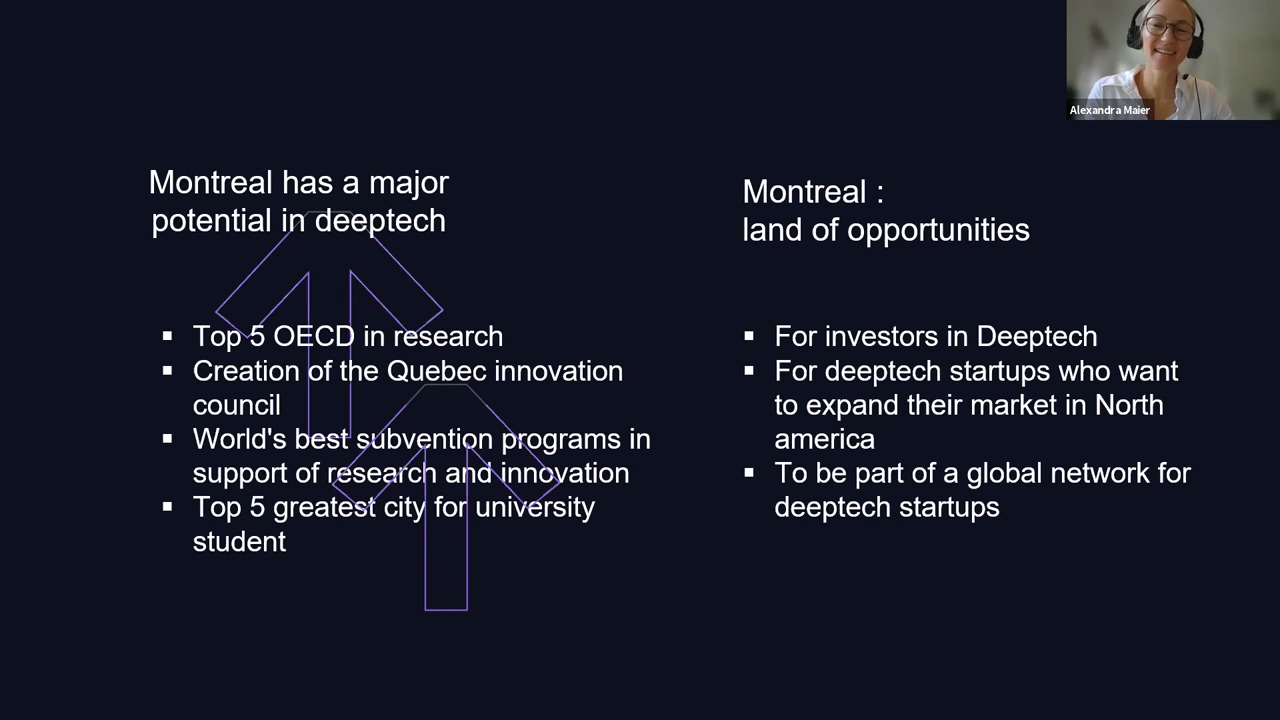 Alexandra Maier
Montreal has a major
potential in deeptech
▪ Top 5 OECD in research
▪ Creation of the Quebec innovation
council
▪ World's best subvention programs in
support of research and innovation
▪ Top 5 greatest city for university
student
Montreal :
land of opportunities
▪ For investors in Deeptech
▪ For deeptech startups who want
to expand their market in North
america
▪ To be part of a global network for
deeptech startups